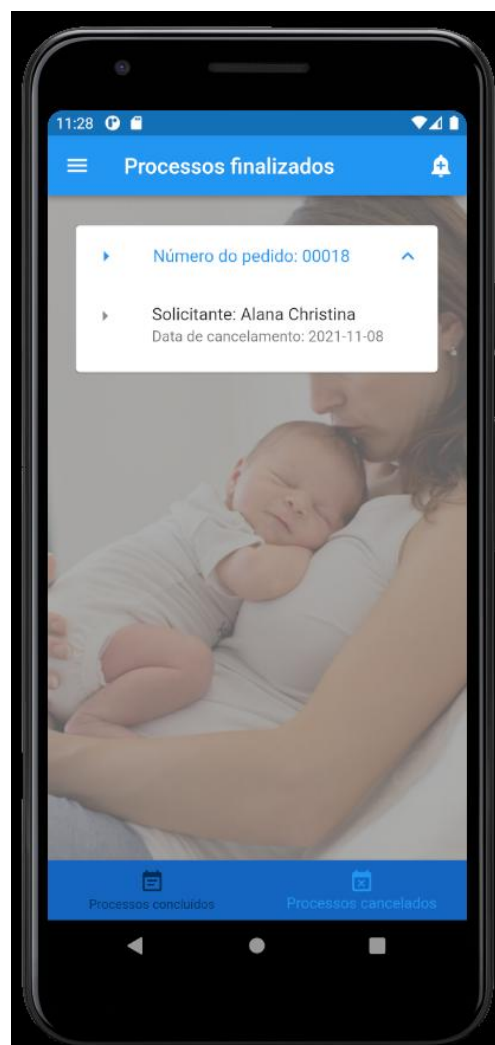 11:28
Processos finalizados
Número do pedido: 00018
Solicitante: Alana Christina
Data de cancelamento: 2021-11-08
Processos concluídos
Processos cancelados